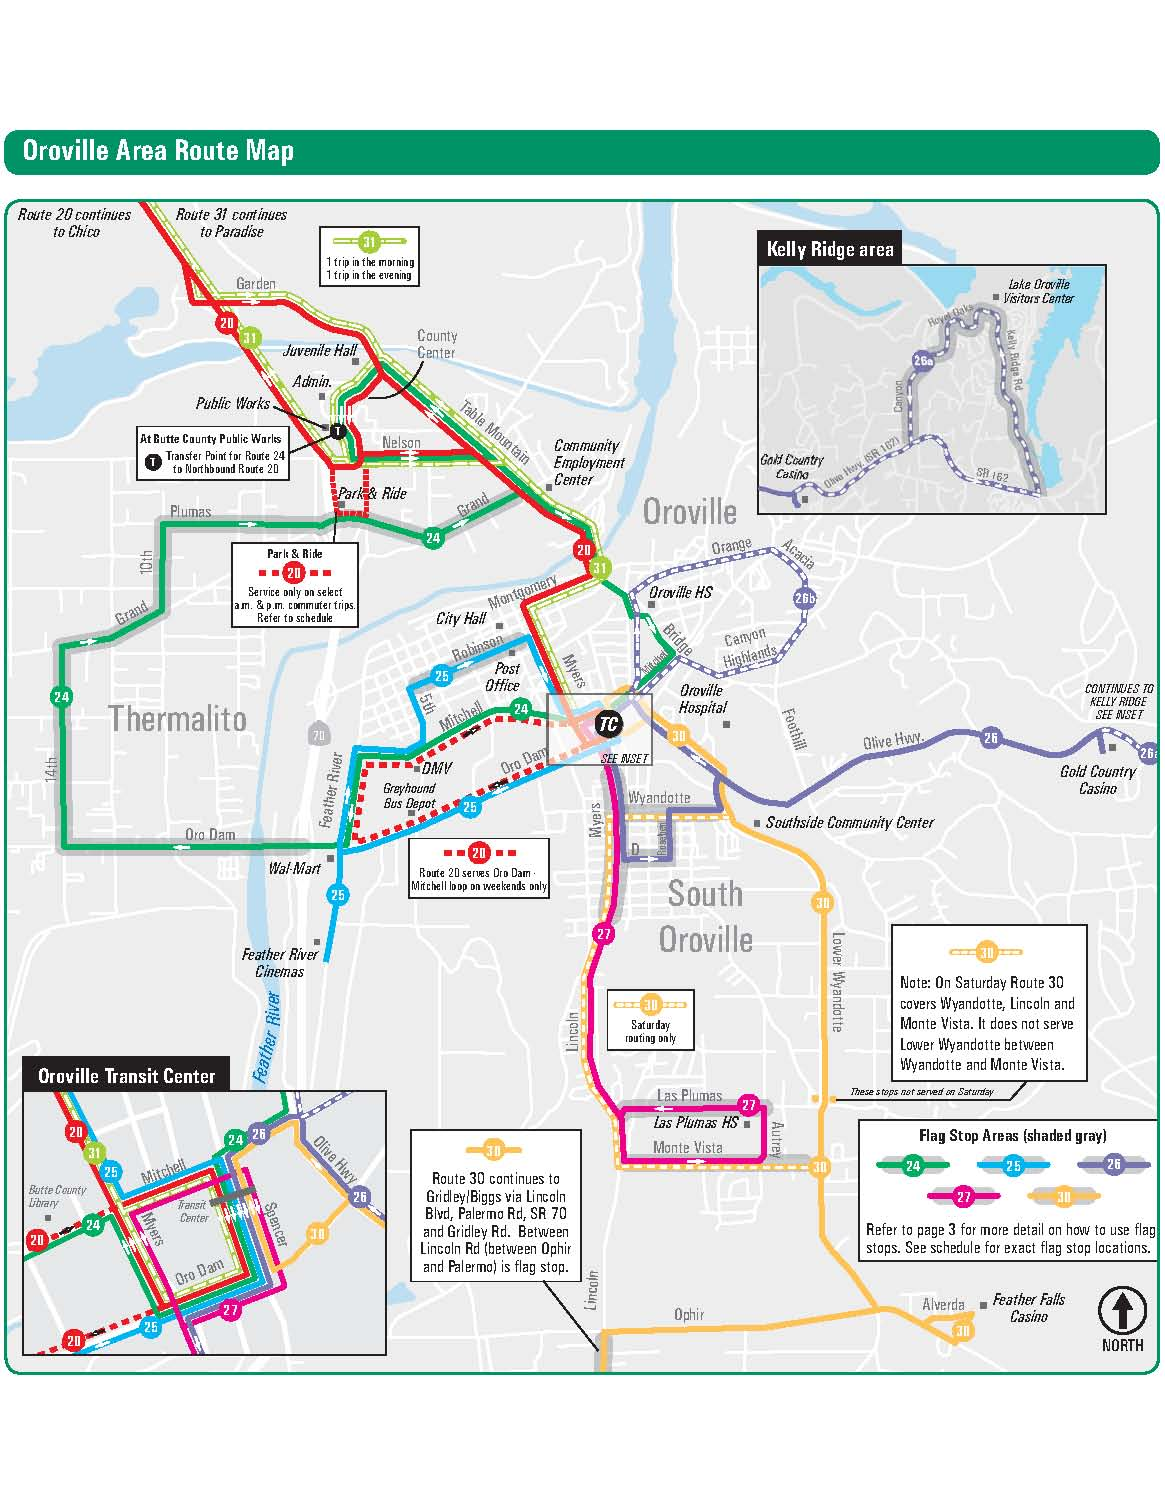 Oroville Area Route Map
Route 20 continues
to Chico
Route 31 continues
to Paradise
31
1 trip in the morning
1 trip in the evening
Garden
20
31
Juvenile Hall
County
Center
Admin.
Public Works
At Butte County Public Works
T
Transfer Point for Route 24
to Northbound Route 20
T
Nelson
Table Mountain
Community
Employment
Center
Park & Ride
Plumas
Grand
24
10th
Grand
Park & Ride
20
Service only on select
a.m. & p.m. commuter trips.
Refer to schedule
20
31
Oroville
Kelly Ridge area
Lake Oroville
Visitors Center
Royal Oaks
Kelly Ridge Rd
26a
Canyon
Gold Country
Casino
Olive Hwy. (SR 162)
SR 162
Orange
Acacia
26b
Oroville HS
Bridge
Canyon
Highlands
Mitchell
Montgomery
City Hall
Robinson
25
Post
Office
Myers
5th
Mitchell
24
24
Thermalito
14th
70
Oroville
Hospital
TC
SEE INSET
30
Foothill
Olive Hwy.
26
CONTINUES TO
KELLY RIDGE
SEE INSET
26a
Gold Country
Casino
DMV
Oro Dam
Greyhound
Bus Depot
25
Feather River
Oro Dam
Wal-Mart
20
Route 20 serves Oro Dam -
Mitchell loop on weekends only
25
Feather River
Cinemas
Feather River
Wyandotte
Myers
D
Southside Community Center
South
Oroville
30
27
Lower Wyandotte
30
Note: On Saturday Route 30
covers Wyandotte, Lincoln and
Monte Vista. It does not serve
Lower Wyandotte between
Wyandotte and Monte Vista.
These stops not served on Saturday
30
Saturday
routing only
Lincoln
Las Plumas
27
Las Plumas HS
Monte Vista
Autrey
30
Oroville Transit Center
20
31
25
24
26
Mitchell
Olive Hwy
Butte County
Library
Transit
Center
24
20
Myers
Spencer
26
30
Oro Dam
27
25
20
30
Route 30 continues to
Gridley/Biggs via Lincoln
Blvd, Palermo Rd, SR 70
and Gridley Rd. Between
Lincoln Rd (between Ophir
and Palermo) is flag stop.
Lincoln
Ophir
Flag Stop Areas (shaded gray)
24
25
26
27
30
Refer to page 3 for more detail on how to use flag
stops. See schedule for exact flag stop locations.
Alverda
30
Feather Falls
Casino
NORTH